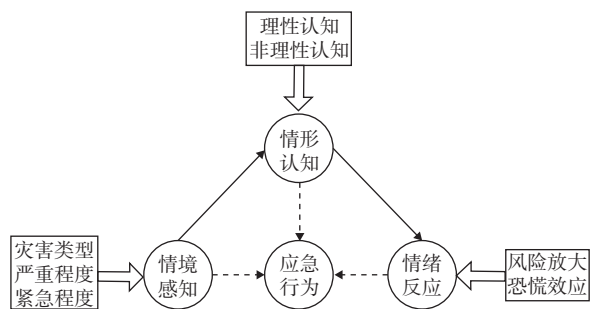 理性认知
非理性认知
情形
认知
灾害类型
严重程度
紧急程度
情境
感知
应急
行为
情绪
反应
风险放大
恐慌效应